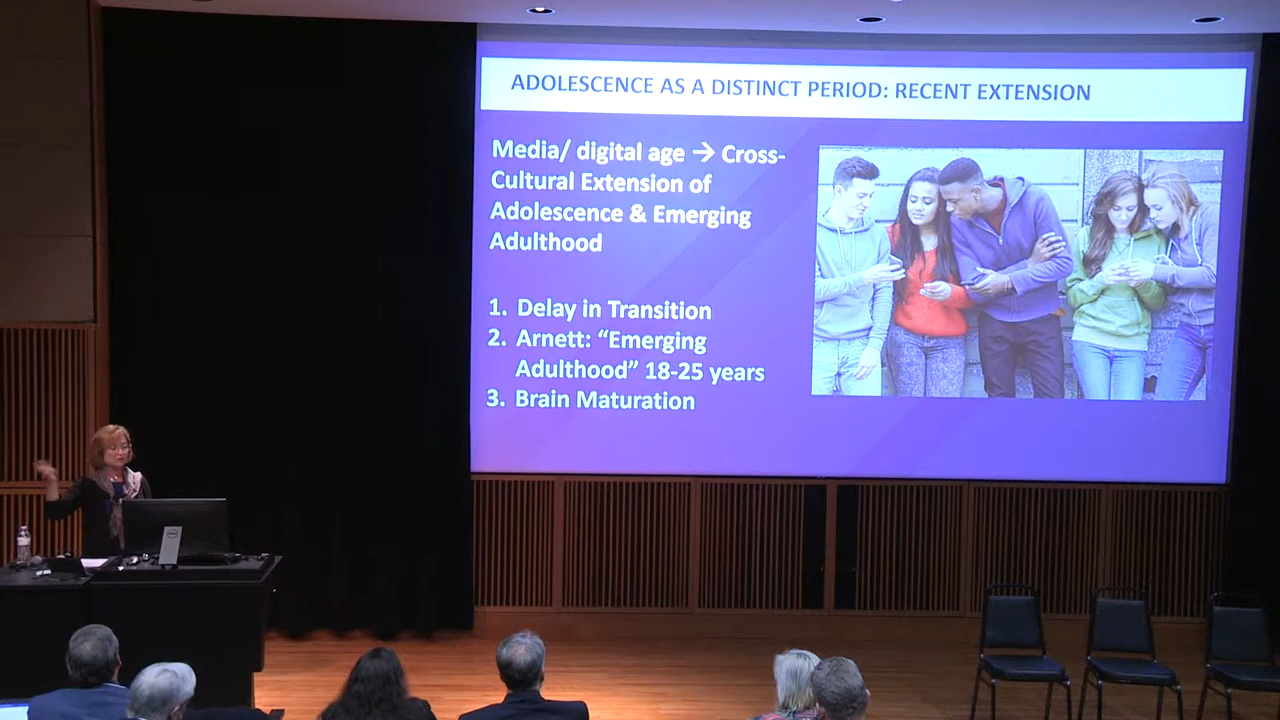 ADOLESCENCE AS A DISTINCT PERIOD: RECENT EXTENSION
Media/ digital age → Cross-
Cultural Extension of
Adolescence & Emerging
Adulthood
1. Delay in Transition
2. Arnett: “Emerging
Adulthood” 18-25 years
3. Brain Maturation